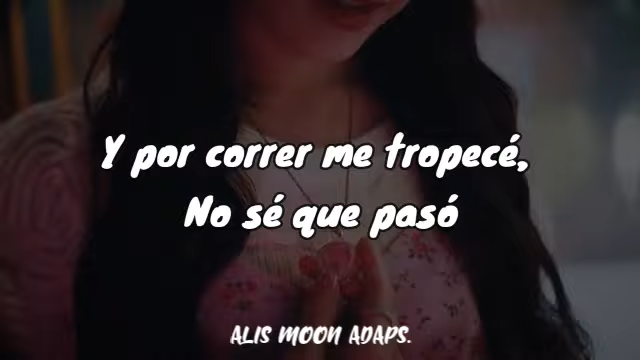 Y por correr me tropecé,
No sé que pasó
ALIS MOON ADAPS.